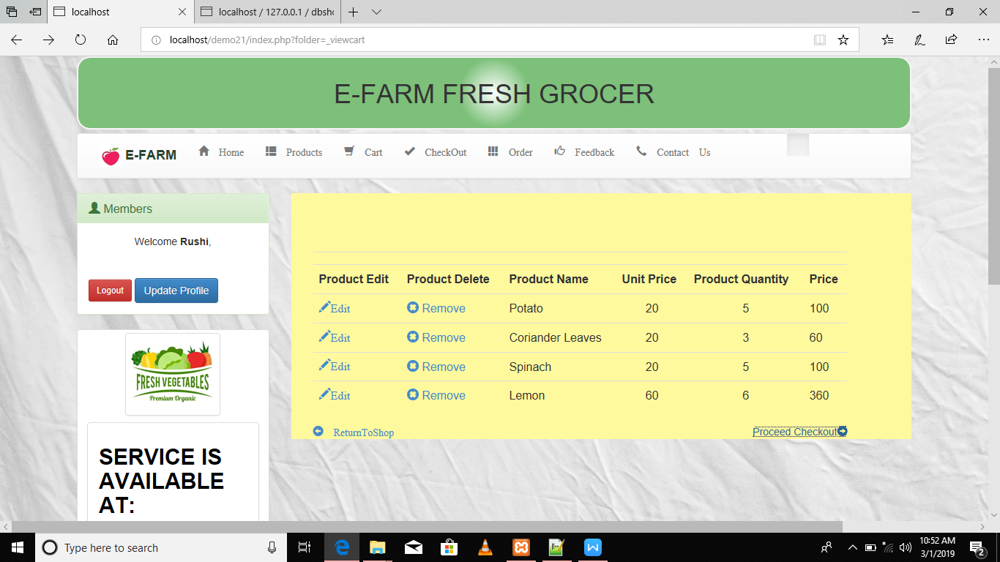 localhost
localhost / 127.0.0.1 / dbsho
localhost/demo21/index.php?folder=_viewcart
E-FARM FRESH GROCER
E-FARM Home Products Cart CheckOut Order Feedback Contact Us
Members
Welcome Rushi,
Logout Update Profile
FRESH VEGETABLES
Premium Organic
SERVICE IS
AVAILABLE
AT:
Product Edit Product Delete Product Name Unit Price Product Quantity Price
Edit Remove Potato 20 5 100
Edit Remove Coriander Leaves 20 3 60
Edit Remove Spinach 20 5 100
Edit Remove Lemon 60 6 360
ReturnToShop Proceed Checkout
Type here to search
10:52 AM
3/1/2019
2